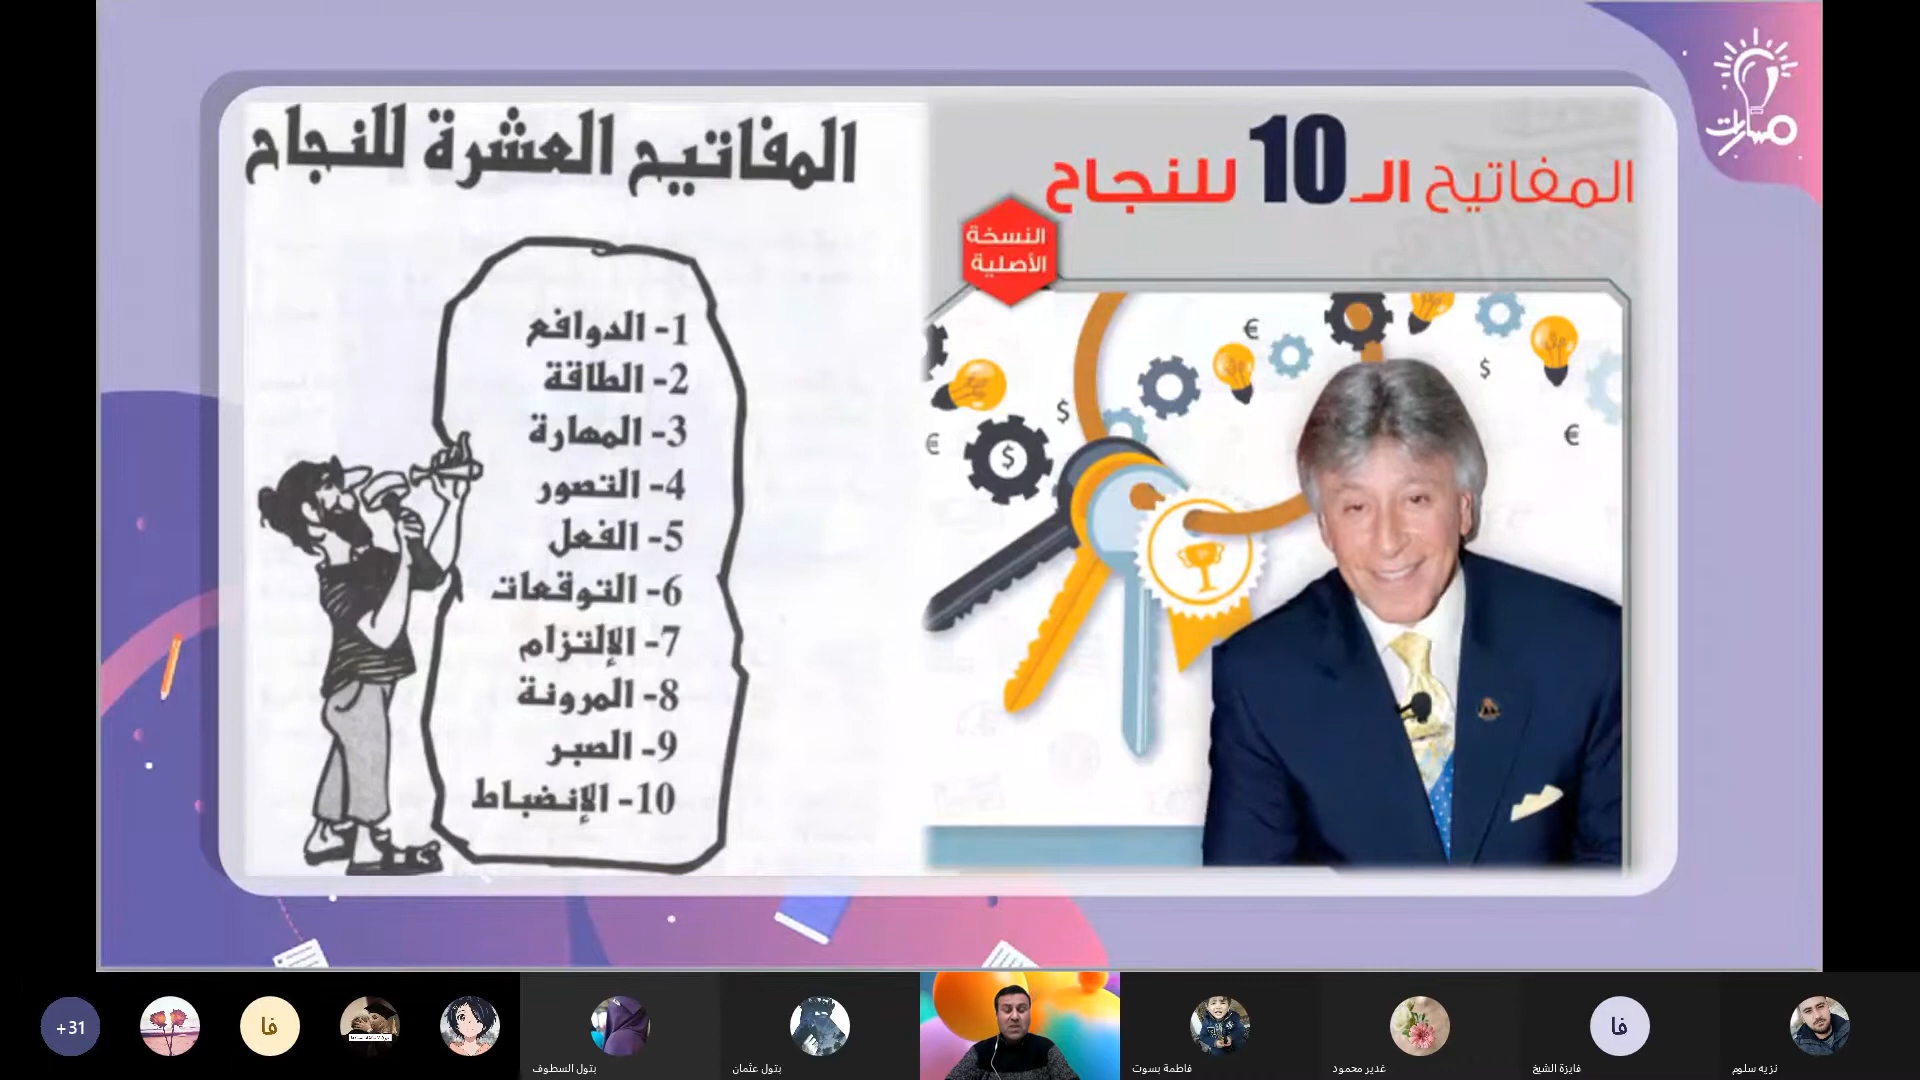 مسارات
المفاتيح العشرة للنجاح
1- الدوافع
2- الطاقة
3- المهارة
4- التصور
5- الفعل
6- التوقعات
7- الإلتزام
8- المرونة
9- الصبر
10- الإنضباط
المفاتيح الـ 10 للنجاح
النسخة
الأصلية
€
$
$
€
€
$
+31
فا
بتول السطوف
بتول عثمان
فاطمة بسوت
غدير محمود
فا
فايزة الشيخ
نزيه سلوم